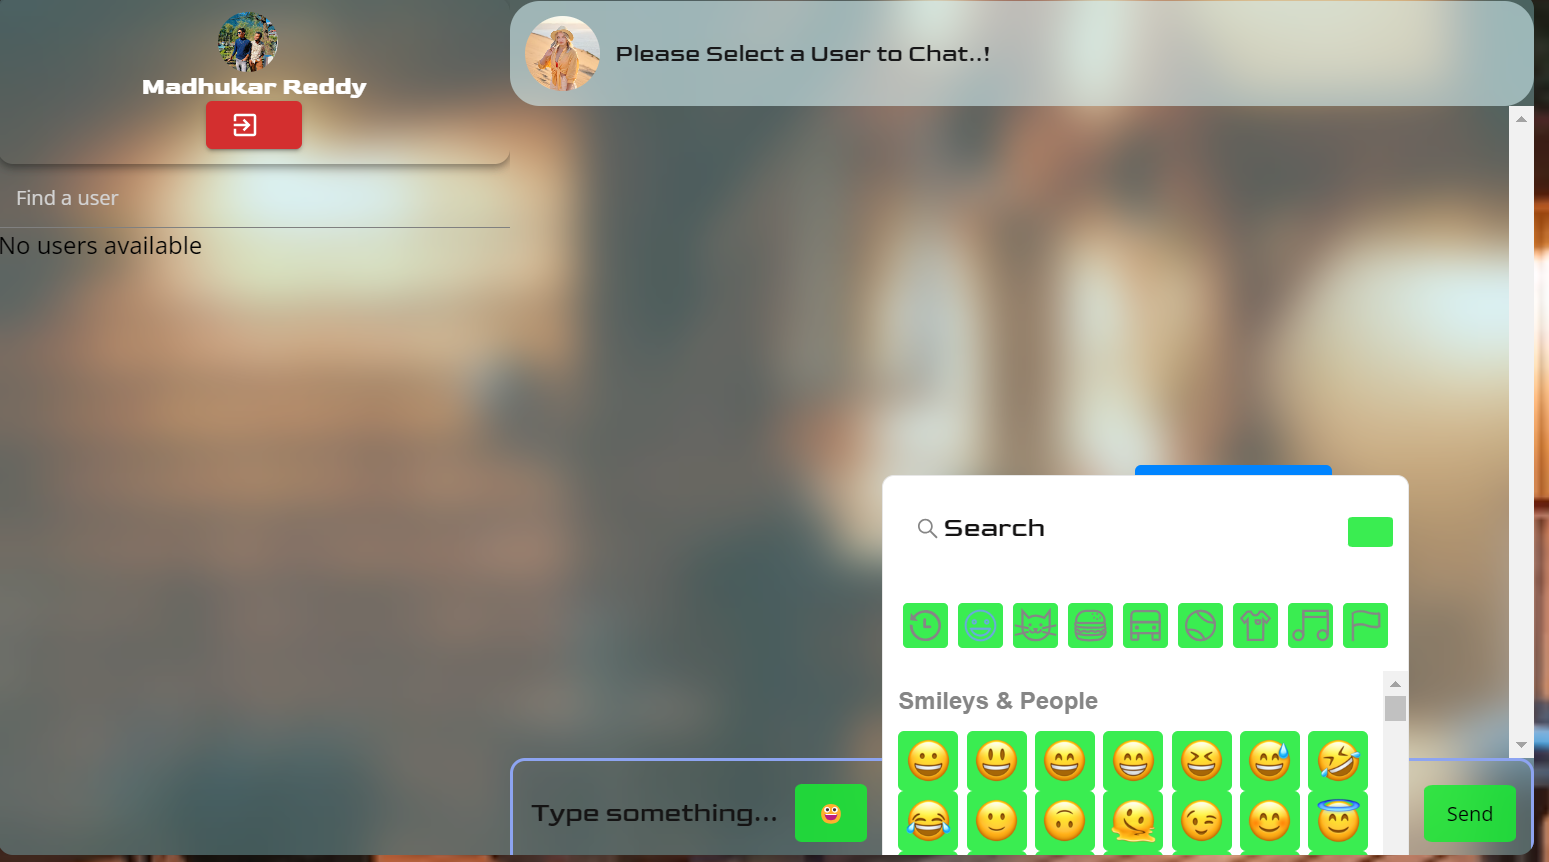 Madhukar Reddy
Find a user
No users available
Please Select a User to Chat..!
Search
Smileys & People
Type something...
Send